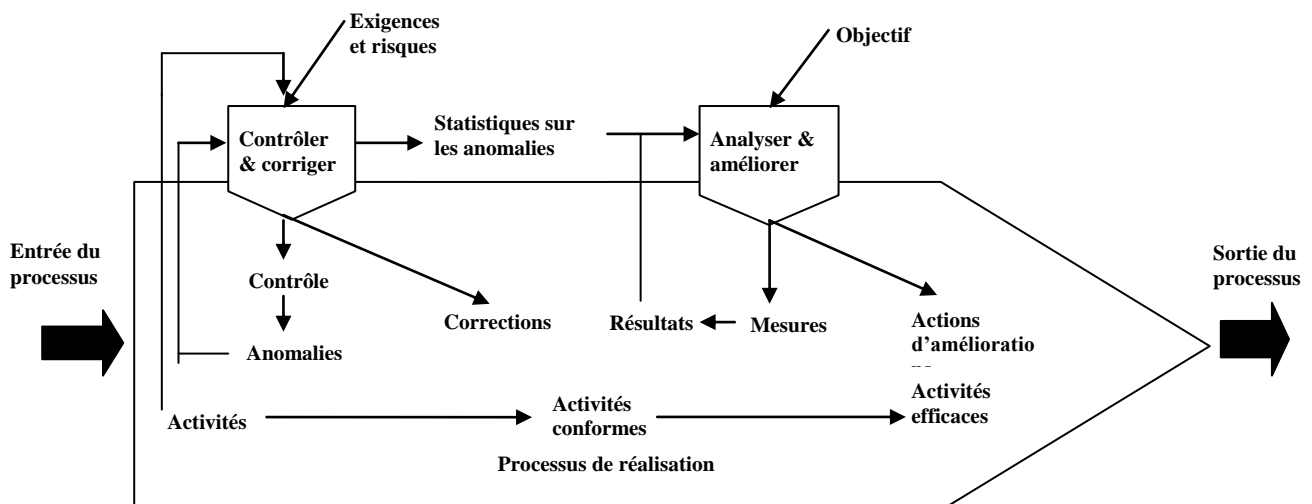 Exigences
et risques
Objectif
Contrôler
& corriger
Statistiques sur
les anomalies
Analyser &
améliorer
Entrée du
processus
Sortie du
processus
Contrôle
Corrections
Résultats
Mesures
Actions
d’amélioratio
Anomalies
Activités
Activités
conformes
Activités
efficaces
Processus de réalisation